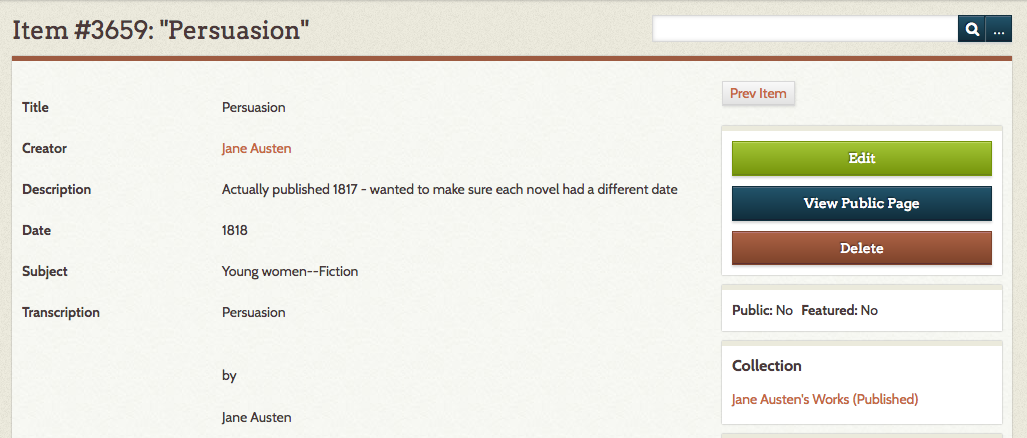 Item #3659: "Persuasion"
...
Title Persuasion
Creator Jane Austen
Description Actually published 1817 - wanted to make sure each novel had a different date
Date 1818
Subject Young women--Fiction
Transcription Persuasion
by
Jane Austen
Prev Item
Edit
View Public Page
Delete
Public: No Featured: No
Collection
Jane Austen's Works (Published)